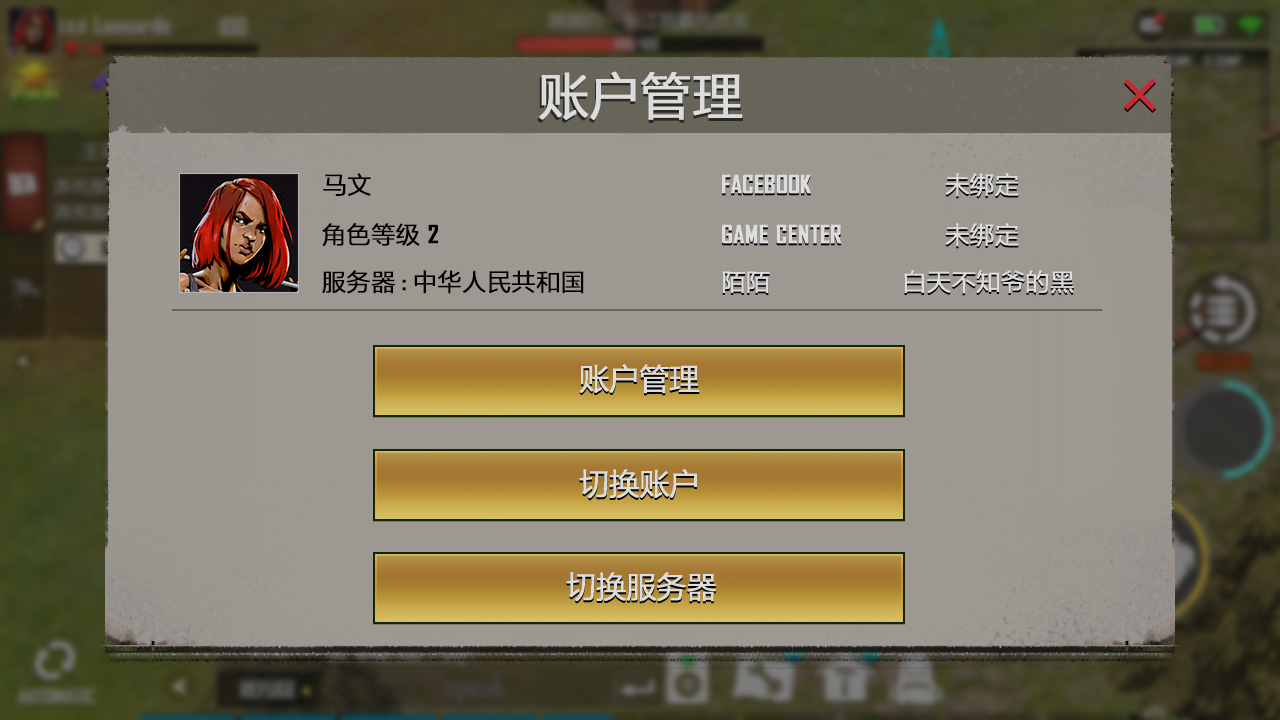 账户管理
马文
FACEBOOK 未绑定
角色等级 2
GAME CENTER 未绑定
服务器 : 中华人民共和国
陌陌 白天不知爷的黑
账户管理
切换账户
切换服务器
AUTOMATIC